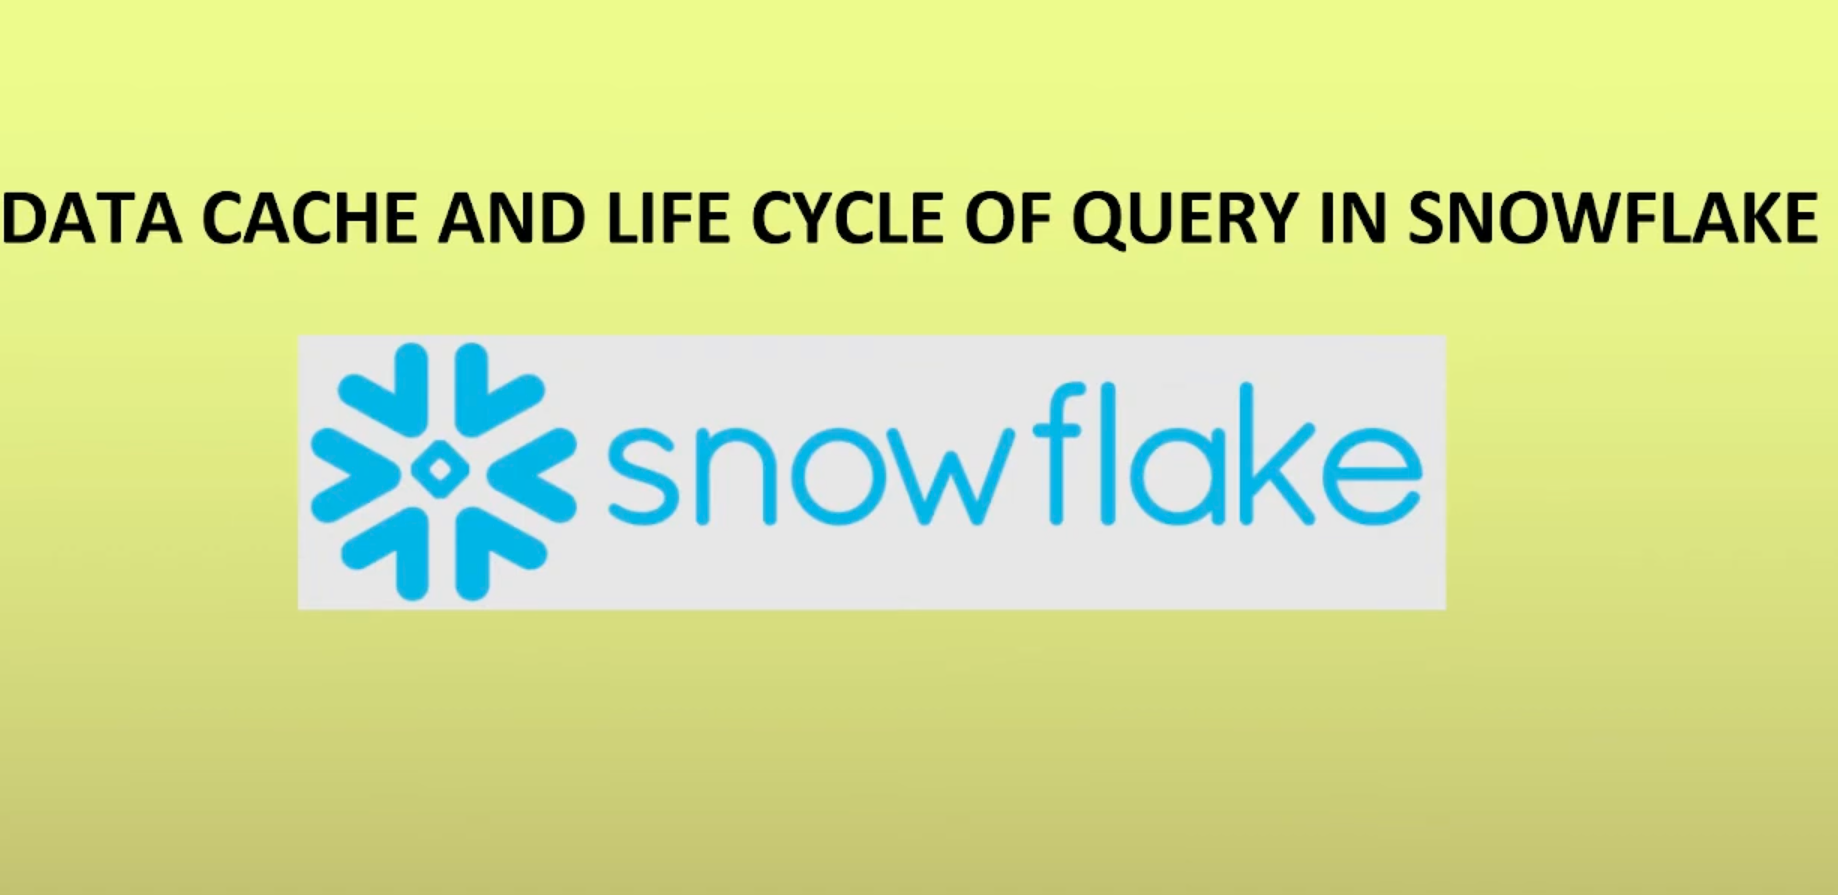 DATA CACHE AND LIFE CYCLE OF QUERY IN SNOWFLAKE
snowflake